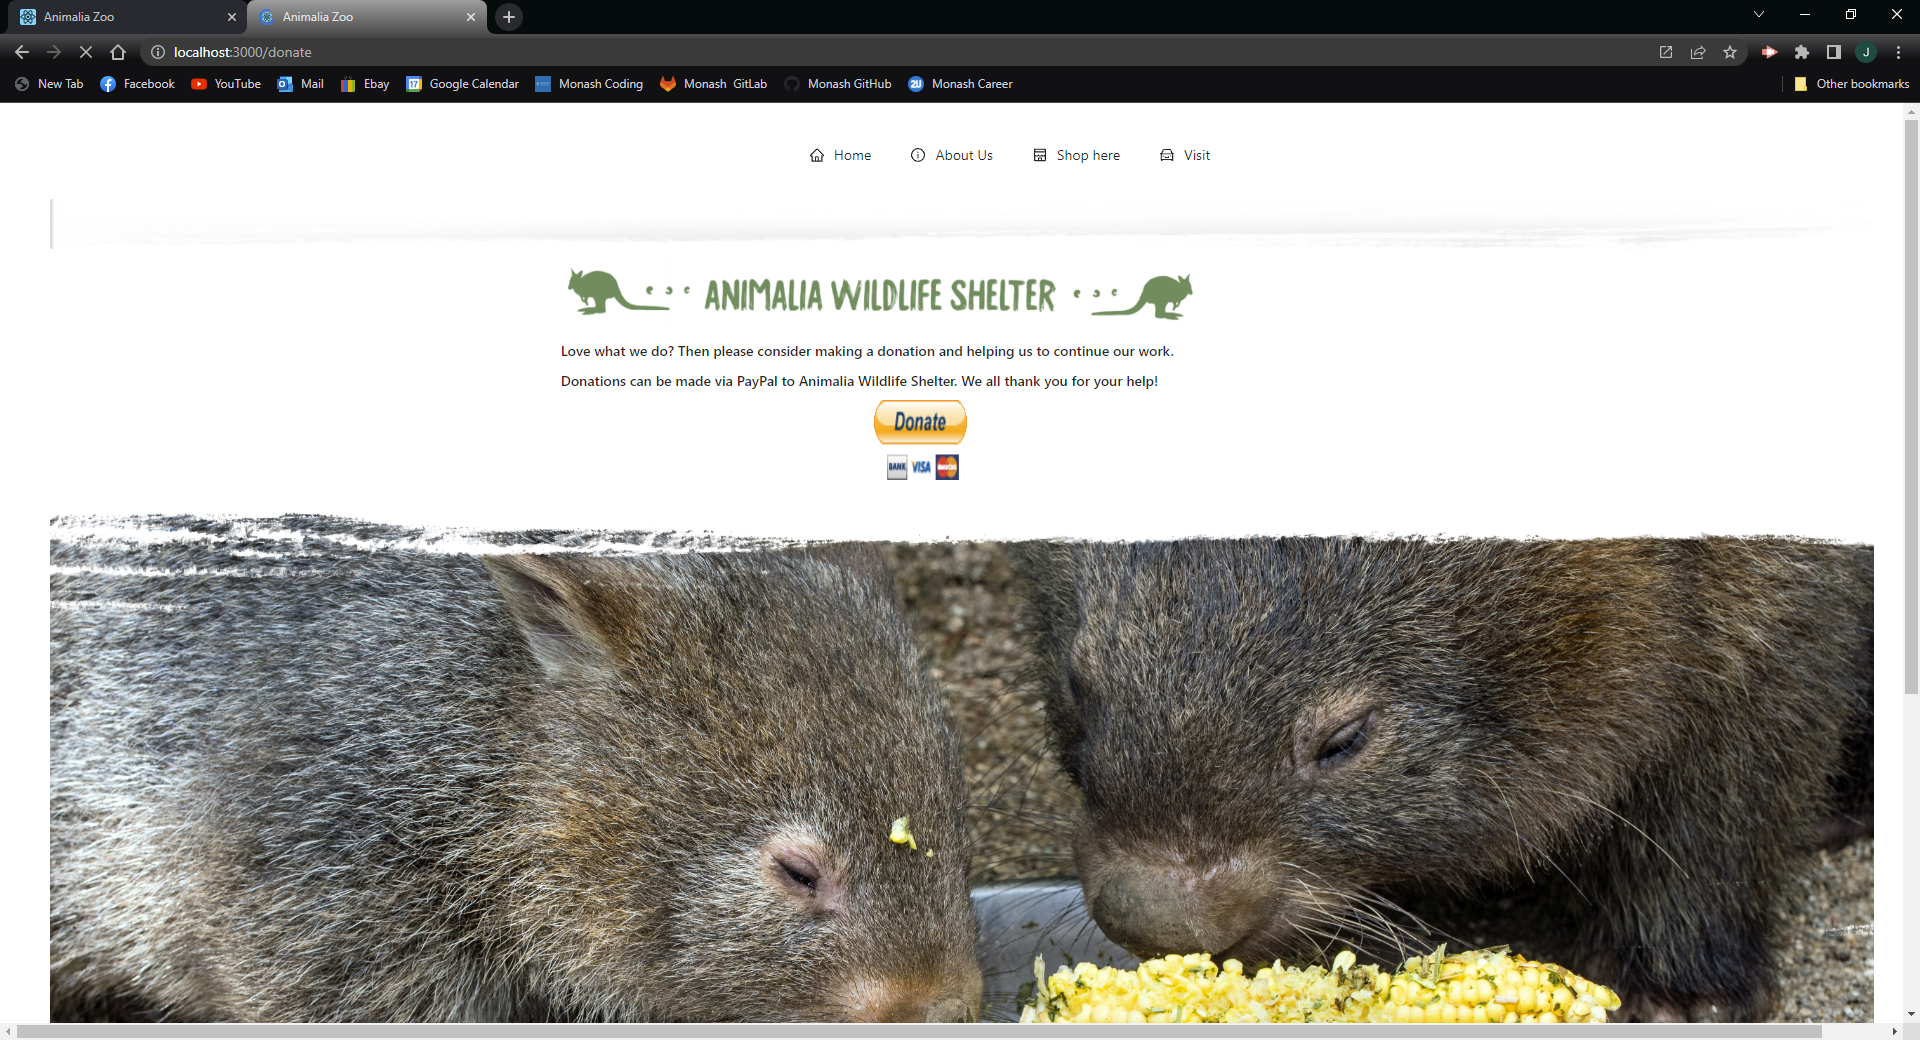 Animalia Zoo
Animalia Zoo
localhost:3000/donate
J
New Tab
Facebook
YouTube
Mail
Ebay
17
Google Calendar
Monash Coding
Monash GitLab
Monash GitHub
2U
Monash Career
Other bookmarks
Home
About Us
Shop here
Visit
ANIMALIA WILDLIFE SHELTER
Love what we do? Then please consider making a donation and helping us to continue our work.
Donations can be made via PayPal to Animalia Wildlife Shelter. We all thank you for your help!
Donate
BANK
VISA